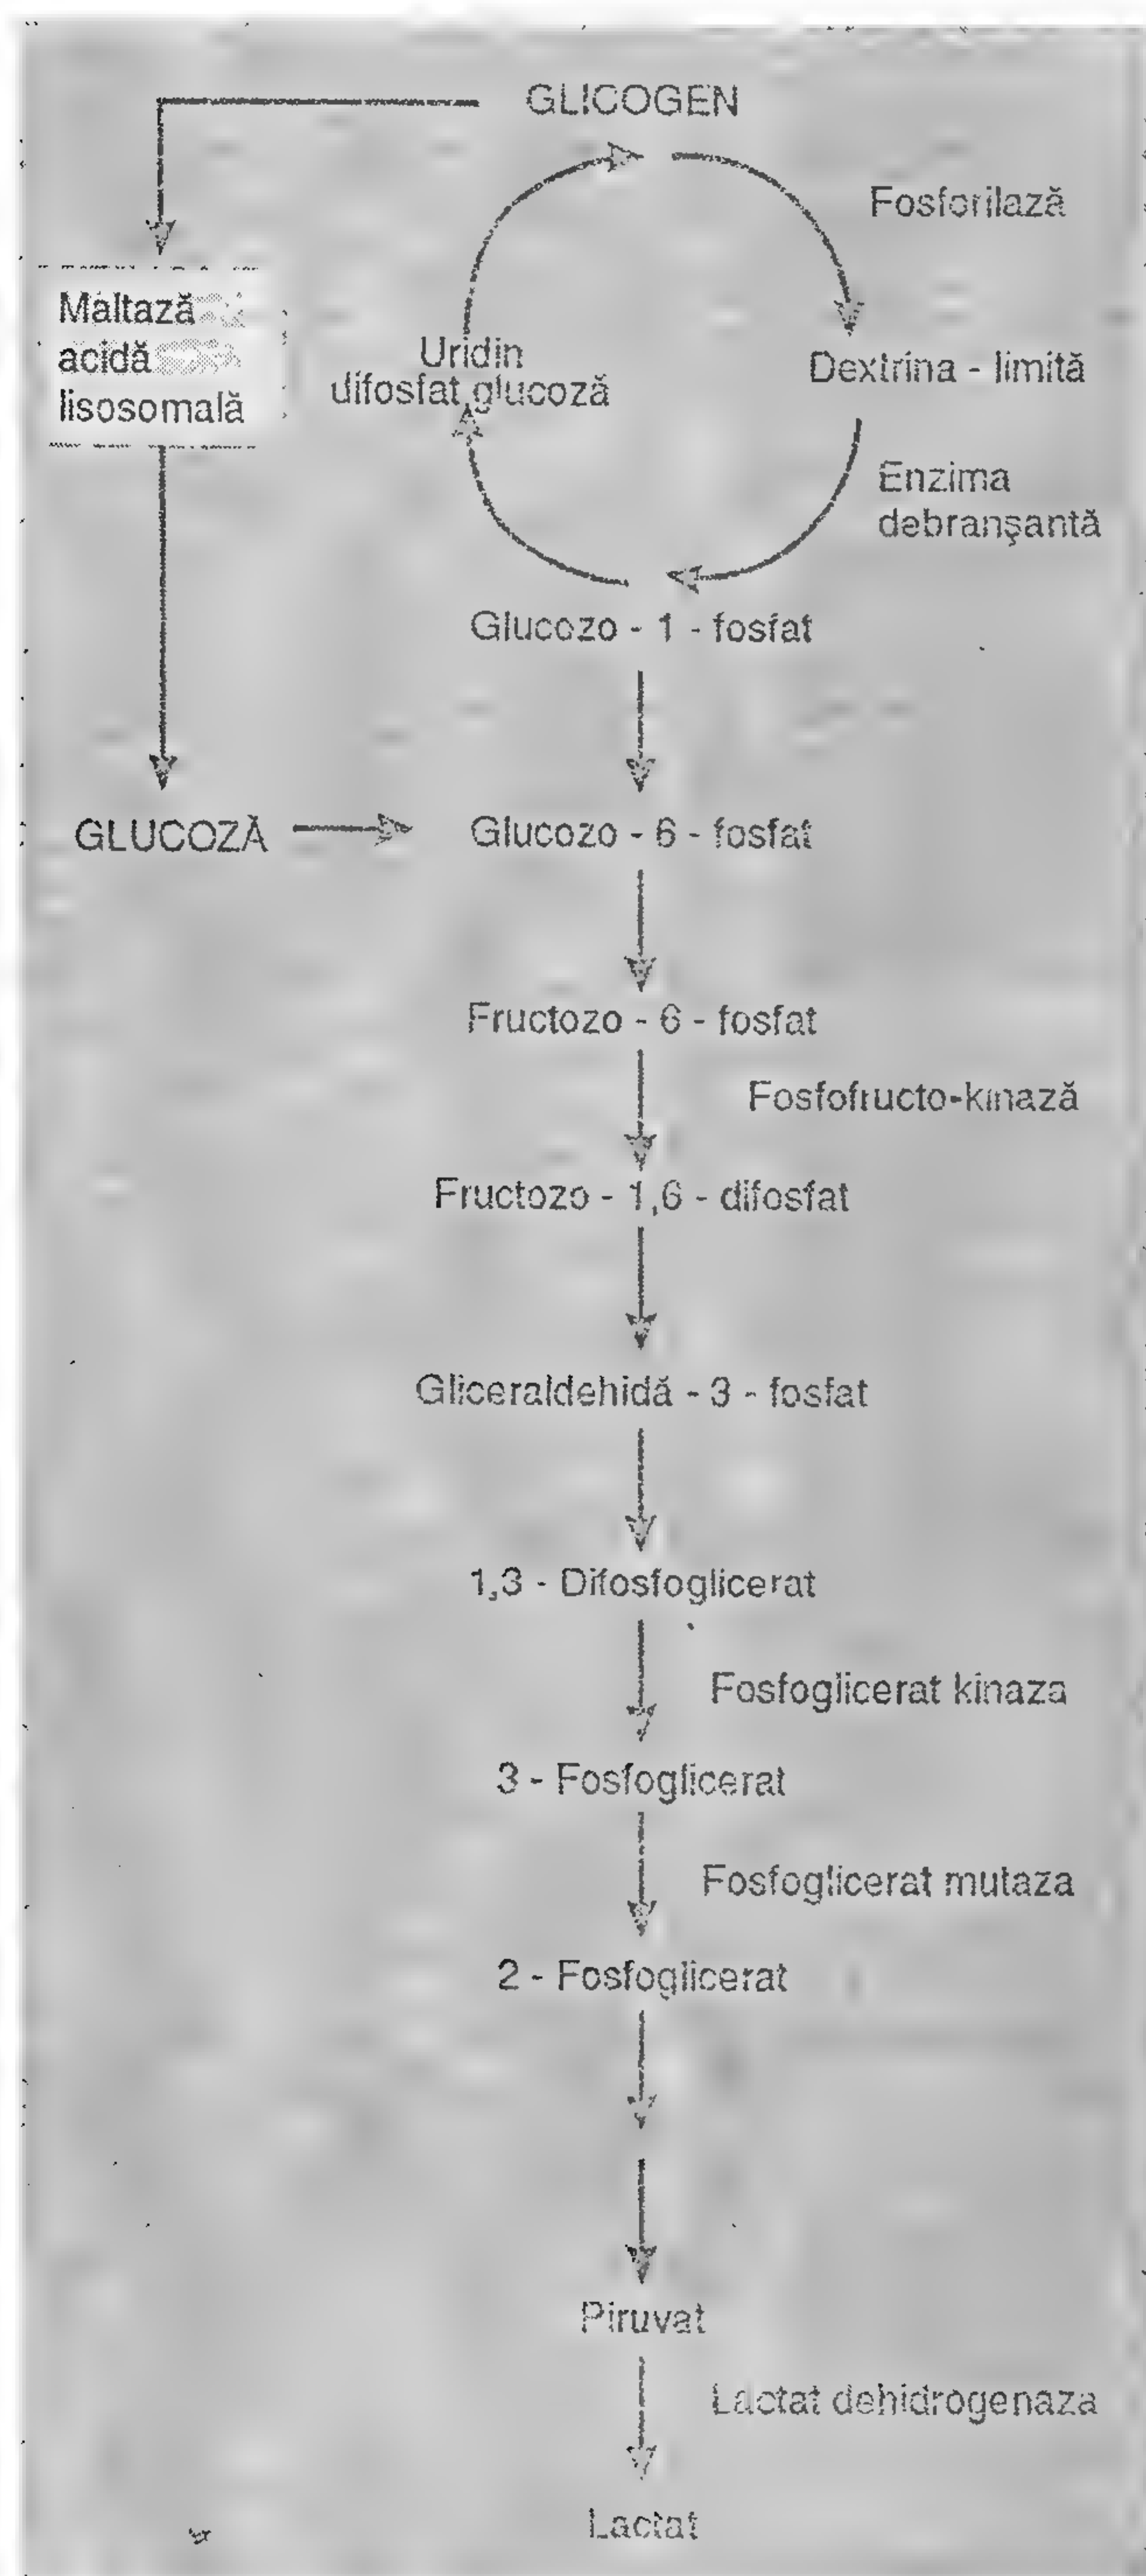 GLICOGEN
Fosforilază
Maltază
acidă
lisosomală
Uridin
difosfat glucoză
Dextrina - limită
Enzima
debranşantă
Glucozo - 1 - fosfat
GLUCOZĂ
Glucozo - 6 - fosfat
Fructozo - 6 - fosfat
Fosfofructo-kinază
Fructozo - 1,6 - difosfat
Gliceraldehidă - 3 - fosfat
1,3 - Difosfoglicerat
Fosfoglicerat kinaza
3 - Fosfoglicerat
Fosfoglicerat mutaza
2 - Fosfoglicerat
Piruvat
Lactat dehidrogenaza
Lactat